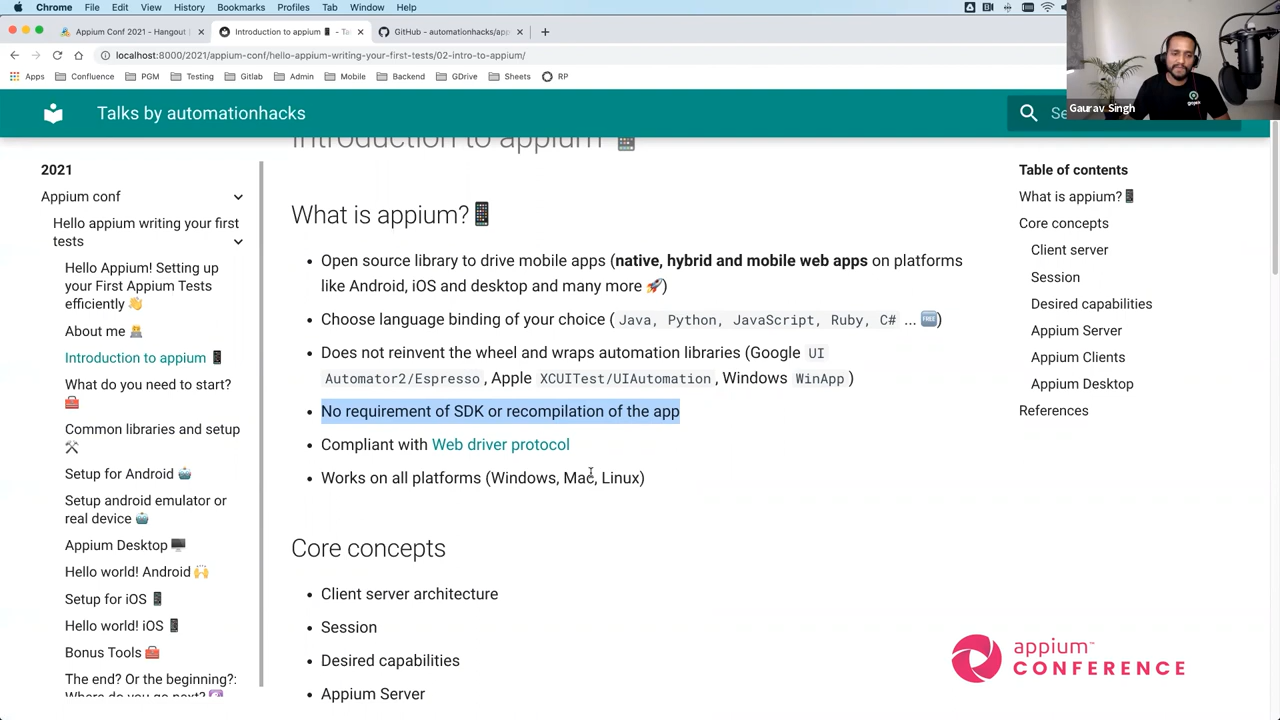 Chrome File Edit View History Bookmarks Profiles Tab Window Help
Appium Conf 2021 - Hangout
Introduction to appium 📱 - Ta
GitHub - automationhacks/app
localhost:8000/2021/appium-conf/hello-appium-writing-your-first-tests/02-intro-to-appium/
Apps Confluence PGM Testing Gitlab Admin Mobile Backend GDrive Sheets RP
Gaurav Singh
Talks by automationhacks
Se
2021
Appium conf
Hello appium writing your first
tests
Hello Appium! Setting up
your First Appium Tests
efficiently 👋
About me 👨‍💻
Introduction to appium 📱
What do you need to start?
🧰
Common libraries and setup
⚒️
Setup for Android 🤖
Setup android emulator or
real device 🤖
Appium Desktop 🖥️
Hello world! Android 🙌
Setup for iOS 📱
Hello world! iOS 📱
Bonus Tools 🧰
The end? Or the beginning?:
Where do you go next?
Introduction to appium 📱
What is appium?📱
• Open source library to drive mobile apps (native, hybrid and mobile web apps on platforms
like Android, iOS and desktop and many more 🚀)
• Choose language binding of your choice ( Java, Python, JavaScript, Ruby, C# ... 🆓)
• Does not reinvent the wheel and wraps automation libraries (Google UI
Automator2/Espresso , Apple XCUITest/UIAutomation , Windows WinApp )
• No requirement of SDK or recompilation of the app
• Compliant with Web driver protocol
• Works on all platforms (Windows, Mac, Linux)
Core concepts
• Client server architecture
• Session
• Desired capabilities
• Appium Server
Table of contents
What is appium?📱
Core concepts
Client server
Session
Desired capabilities
Appium Server
Appium Clients
Appium Desktop
References
appium™
CONFERENCE